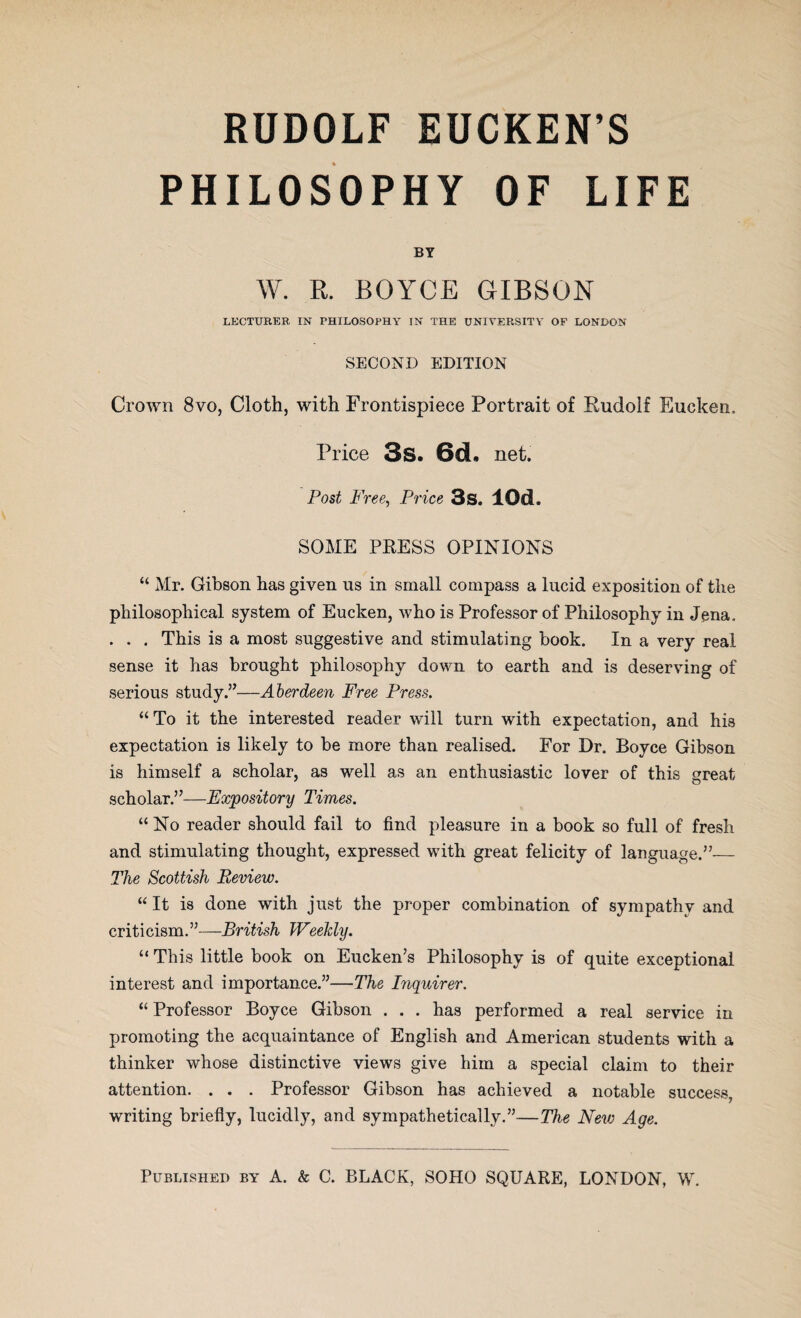 RUDOLF EUCKEN'S
PHILOSOPHY OF LIFE
BY
W. R. BOYCE GIBSON
LECTURER IN PHILOSOPHY IN THE UNIVERSITY OF LONDON
SECOND EDITION
Crown 8vo, Cloth, with Frontispiece Portrait of Rudolf Eucken.
Price 3s. 6d. net.
Post Free, Price 3s. 10d.
SOME PRESS OPINIONS
“ Mr. Gibson has given us in small compass a lucid exposition of the
philosophical system of Eucken, who is Professor of Philosophy in Jena.
. . . This is a most suggestive and stimulating book. In a very real
sense it has brought philosophy down to earth and is deserving of
serious study.”—Aberdeen Free Press.
“ To it the interested reader will turn with expectation, and his
expectation is likely to be more than realised. For Dr. Boyce Gibson
is himself a scholar, as well as an enthusiastic lover of this great
scholar.”—Expository Times.
“ No reader should fail to find pleasure in a book so full of fresh
and stimulating thought, expressed with great felicity of language.”—
The Scottish Review.
“ It is done with just the proper combination of sympathy and
criticism.”—British Weekly.
“ This little book on Eucken's Philosophy is of quite exceptional
interest and importance.”—The Inquirer.
“ Professor Boyce Gibson . . . has performed a real service in
promoting the acquaintance of English and American students with a
thinker whose distinctive views give him a special claim to their
attention. . . . Professor Gibson has achieved a notable success,
writing briefly, lucidly, and sympathetically.”—The New Age.
PUBLISHED BY A. & C. BLACK, SOHO SQUARE, LONDON, W.